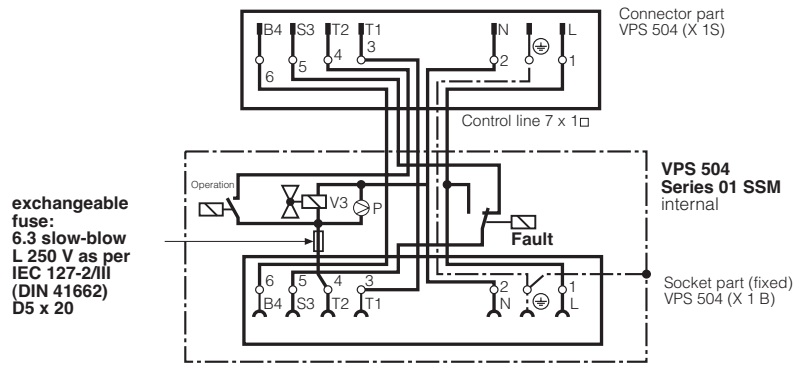 Connector part
VPS 504 (X 1S)
B4 S3 T2 T1 N L
6 5 4 3 2 1
Control line 7 x 1□
VPS 504
Series 01 SSM
internal
Operation
V3
P
Fault
exchangeable
fuse:
6.3 slow-blow
L 250 V as per
IEC 127-2/III
(DIN 41662)
D5 x 20
6 5 4 3 2 1
B4 S3 T2 T1 N L
Socket part (fixed)
VPS 504 (X 1 B)